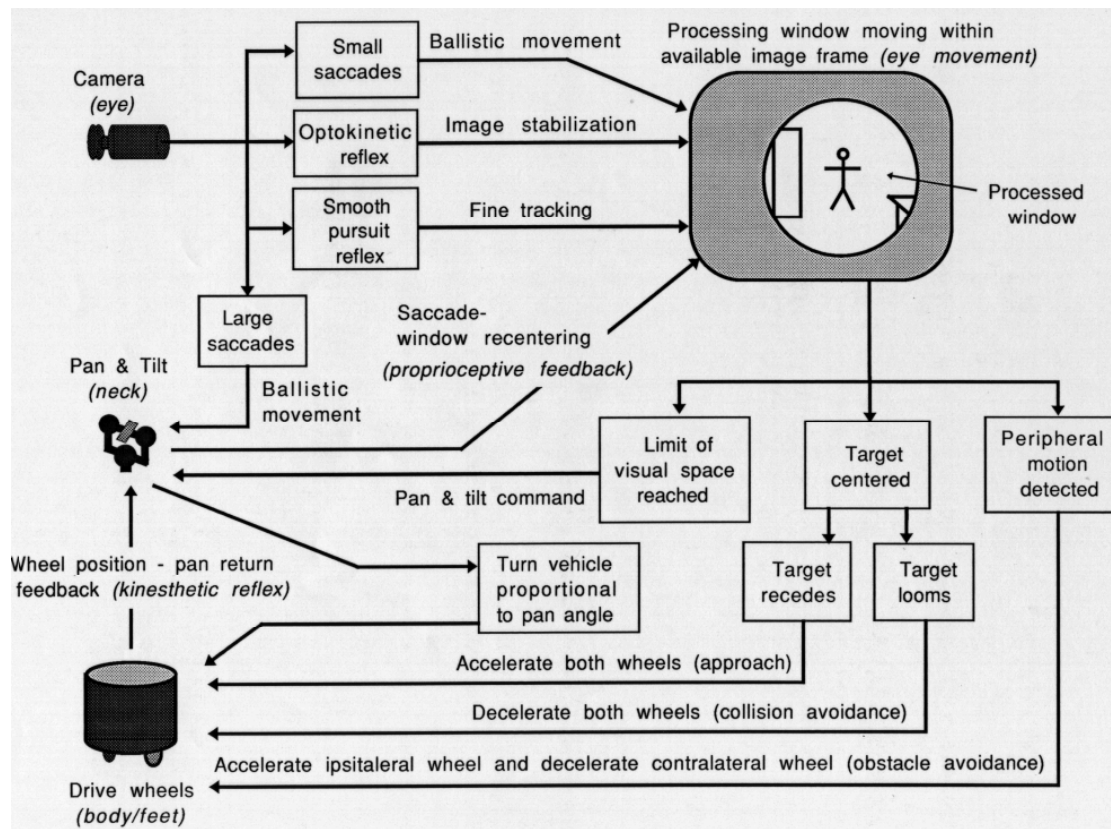 Camera
(eye)
Small
saccades
Ballistic movement
Processing window moving within
available image frame (eye movement)
Optokinetic
reflex
Image stabilization
Smooth
pursuit
reflex
Fine tracking
Processed
window
Large
saccades
Pan & Tilt
(neck)
Ballistic
movement
Saccade-
window recentering
(proprioceptive feedback)
Limit of
visual space
reached
Target
centered
Peripheral
motion
detected
Pan & tilt command
Wheel position - pan return
feedback (kinesthetic reflex)
Turn vehicle
proportional
to pan angle
Target
recedes
Target
looms
Accelerate both wheels (approach)
Decelerate both wheels (collision avoidance)
Accelerate ipsitaleral wheel and decelerate contralateral wheel (obstacle avoidance)
Drive wheels
(body/feet)